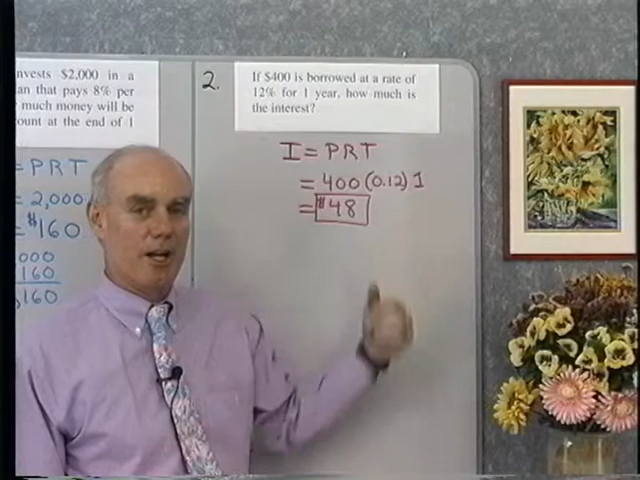 nvests $2,000 in a
an that pays 8% per
much money will be
ount at the end of 1
= PRT
= 2,000
= $160
000
160
,160
2.
If $400 is borrowed at a rate of
12% for 1 year, how much is
the interest?
I = PRT
= 400(0.12) 1
= $48